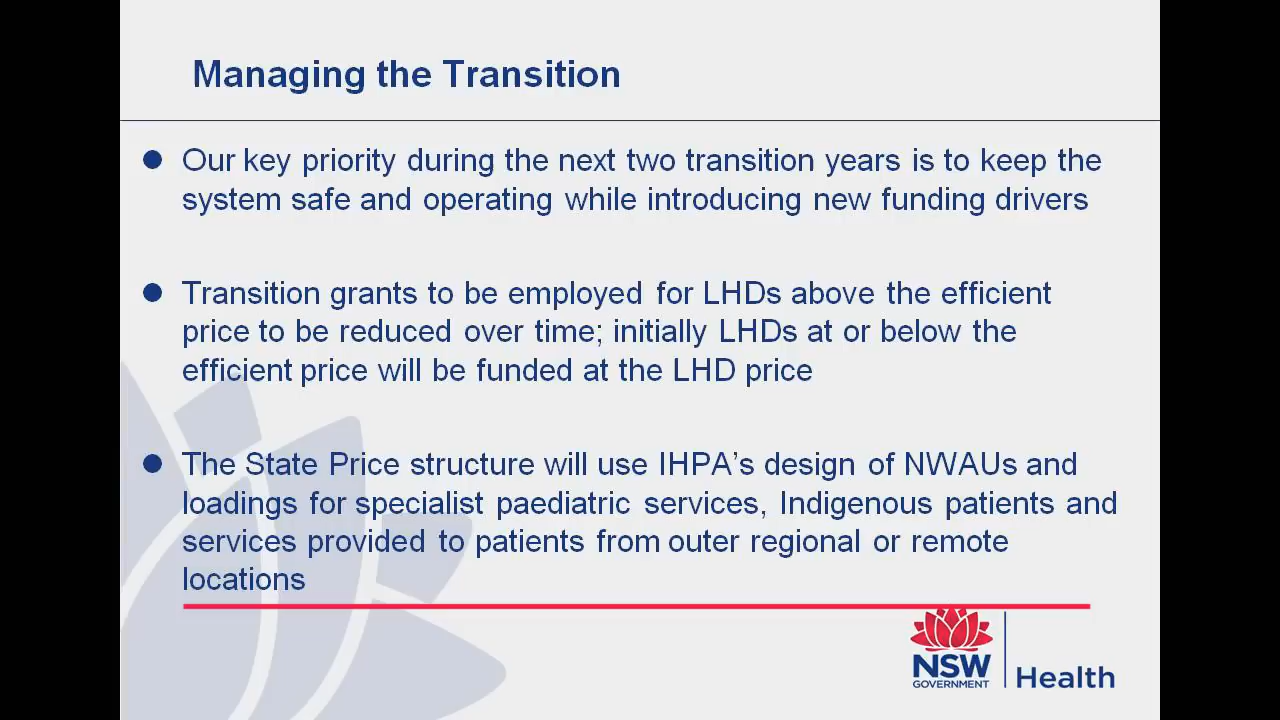 Managing the Transition
Our key priority during the next two transition years is to keep the
system safe and operating while introducing new funding drivers
Transition grants to be employed for LHDs above the efficient
price to be reduced over time; initially LHDs at or below the
efficient price will be funded at the LHD price
The State Price structure will use IHPA's design of NWAUs and
loadings for specialist paediatric services, Indigenous patients and
services provided to patients from outer regional or remote
locations
NSW
GOVERNMENT
Health